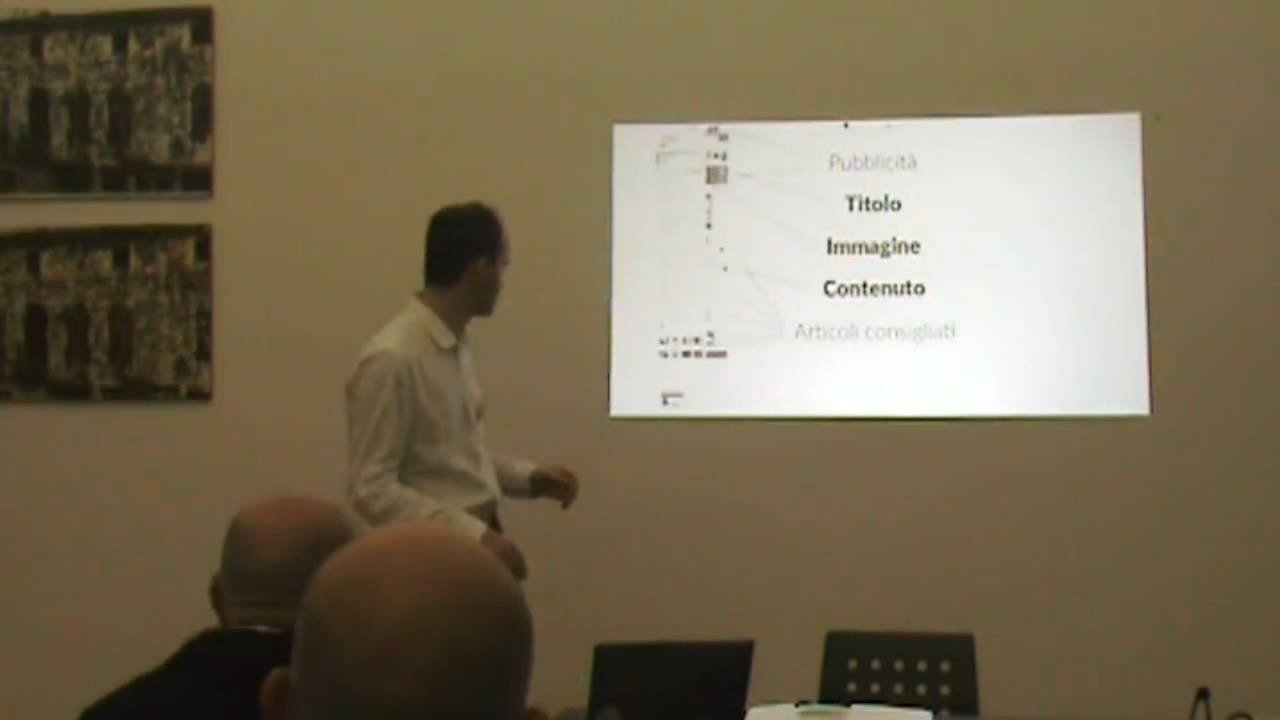 Pubblicità
Titolo
Immagine
Contenuto
Articoli consigliati